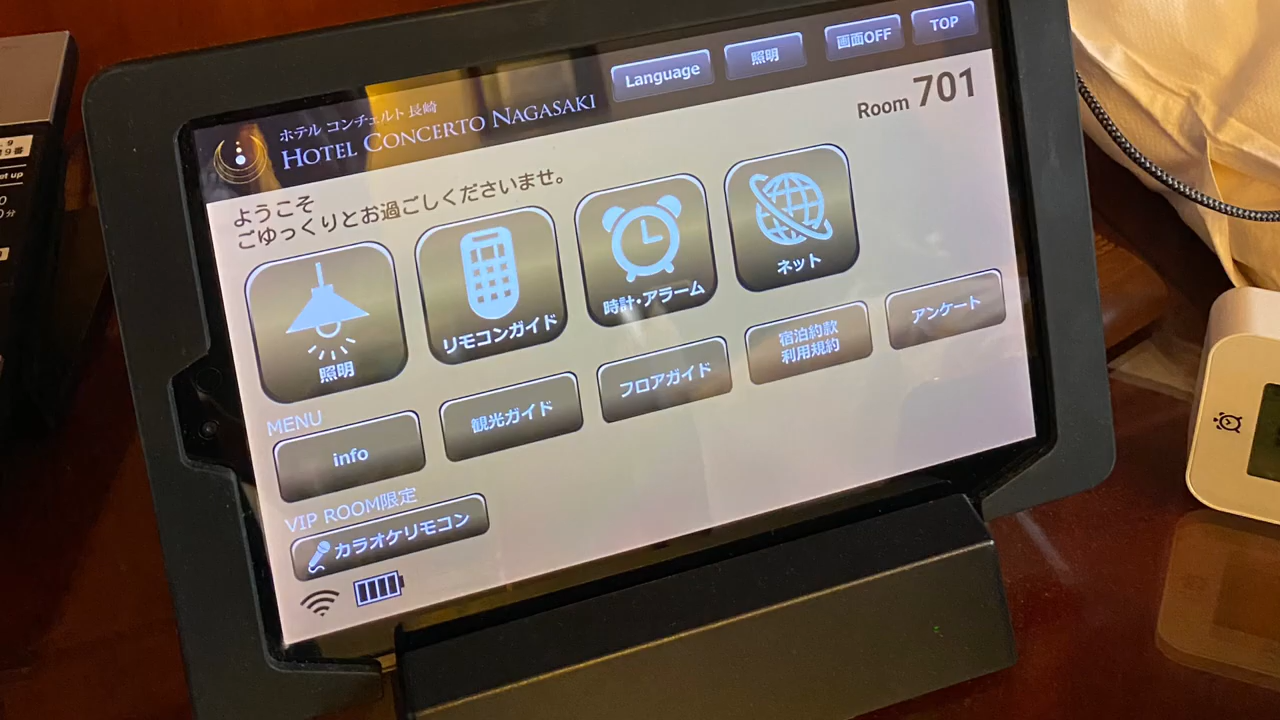 Language
照明
画面OFF
TOP
ホテル コンチェルト 長崎
HOTEL CONCERTO NAGASAKI
Room 701
ようこそ
ごゆっくりとお過ごしくださいませ。
照明
リモコンガイド
時計・アラーム
ネット
MENU
info
観光ガイド
フロアガイド
宿泊約款
利用規約
アンケート
VIP ROOM限定
カラオケリモコン
et up